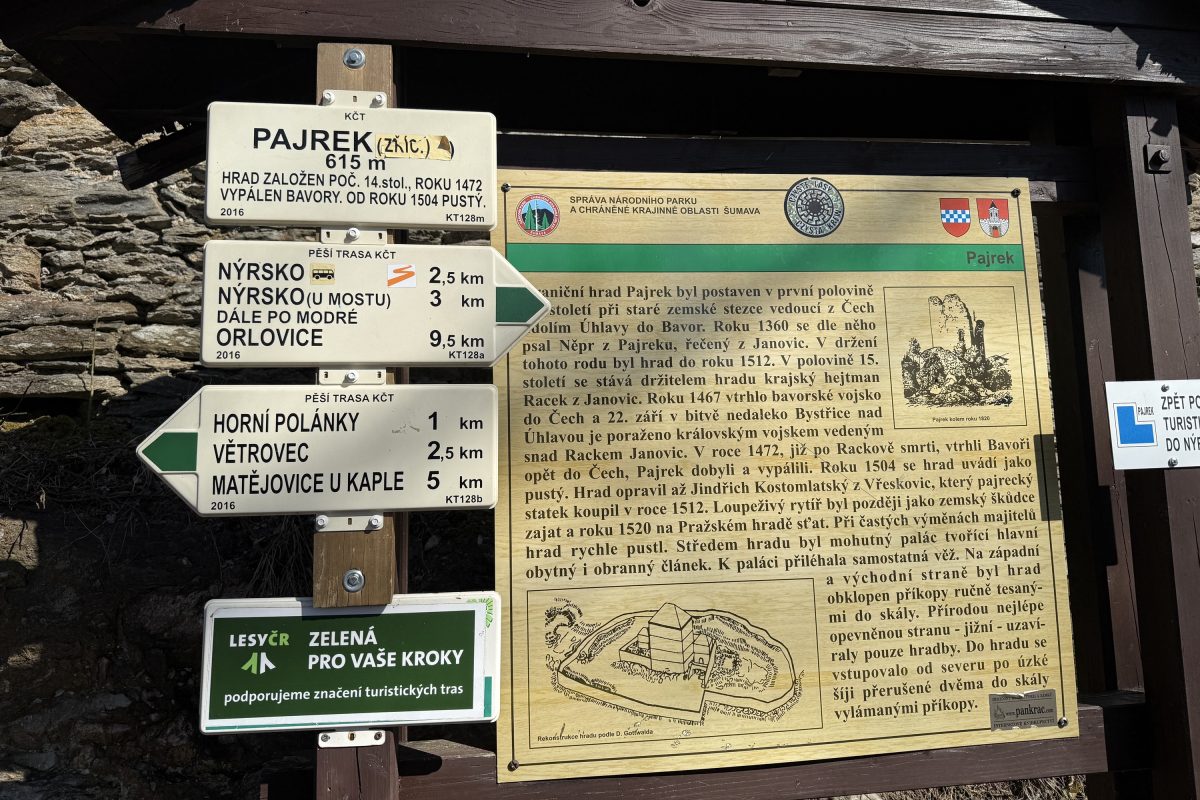 KČT
PAJREK (ZŘÍC.)
615 m
HRAD ZALOŽEN POČ. 14.stol., ROKU 1472
VYPÁLEN BAVORY. OD ROKU 1504 PUSTÝ.
2016 KT128m
PĚŠÍ TRASA KČT
NÝRSKO 2,5 km
NÝRSKO (U MOSTU) 3 km
DÁLE PO MODRÉ
ORLOVICE 9,5 km
2016 KT128a
PĚŠÍ TRASA KČT
HORNÍ POLÁNKY 1 km
VĚTROVEC 2,5 km
MATĚJOVICE U KAPLE 5 km
2016 KT128b
LESYČR ZELENÁ
PRO VAŠE KROKY
podporujeme značení turistických tras
SPRÁVA NÁRODNÍHO PARKU
A CHRÁNĚNÉ KRAJINNÉ OBLASTI ŠUMAVA
Pajrek
hrad Pajrek byl postaven v první polovině
století při staré zemské stezce vedoucí z Čech
Úhlavy do Bavor. Roku 1360 se dle něho
psal Něpr z Pajreku, řečený z Janovic. V držení
tohoto rodu byl hrad do roku 1512. V polovině 15.
století se stává držitelem hradu krajský hejtman
Racek z Janovic. Roku 1467 vtrhlo bavorské vojsko
do Čech a 22. září v bitvě nedaleko Bystřice nad
Úhlavou je poraženo královským vojskem vedeným
snad Rackem Janovic. V roce 1472, již po Rackově smrti, vtrhli Bavoři
opět do Čech, Pajrek dobyli a vypálili. Roku 1504 se hrad uvádí jako
pustý. Hrad opravil až Jindřich Kostomlatský z Vřeskovic, který pajrecký
statek koupil v roce 1512. Loupeživý rytíř byl později jako zemský škůdce
zajat a roku 1520 na Pražském hradě sťat. Při častých výměnách majitelů
hrad rychle pustl. Středem hradu byl mohutný palác tvořící hlavní
obytný i obranný článek. K paláci přiléhala samostatná věž. Na západní
a východní straně byl hrad
obklopen příkopy ručně tesaný-
mi do skály. Přírodou nejlépe
opevněnou stranu - jižní - uzaví-
raly pouze hradby. Do hradu se
vstupovalo od severu po úzké
šíji přerušené dvěma do skály
vylámanými příkopy.
Pajrek kolem roku 1820
Rekonstrukce hradu podle D. Gottwalda
www.pankrac.com
INTERNETOVÉ KNIHKUPECTVÍ
PAJREK
ZPĚT PO
TURIST
DO NÝR